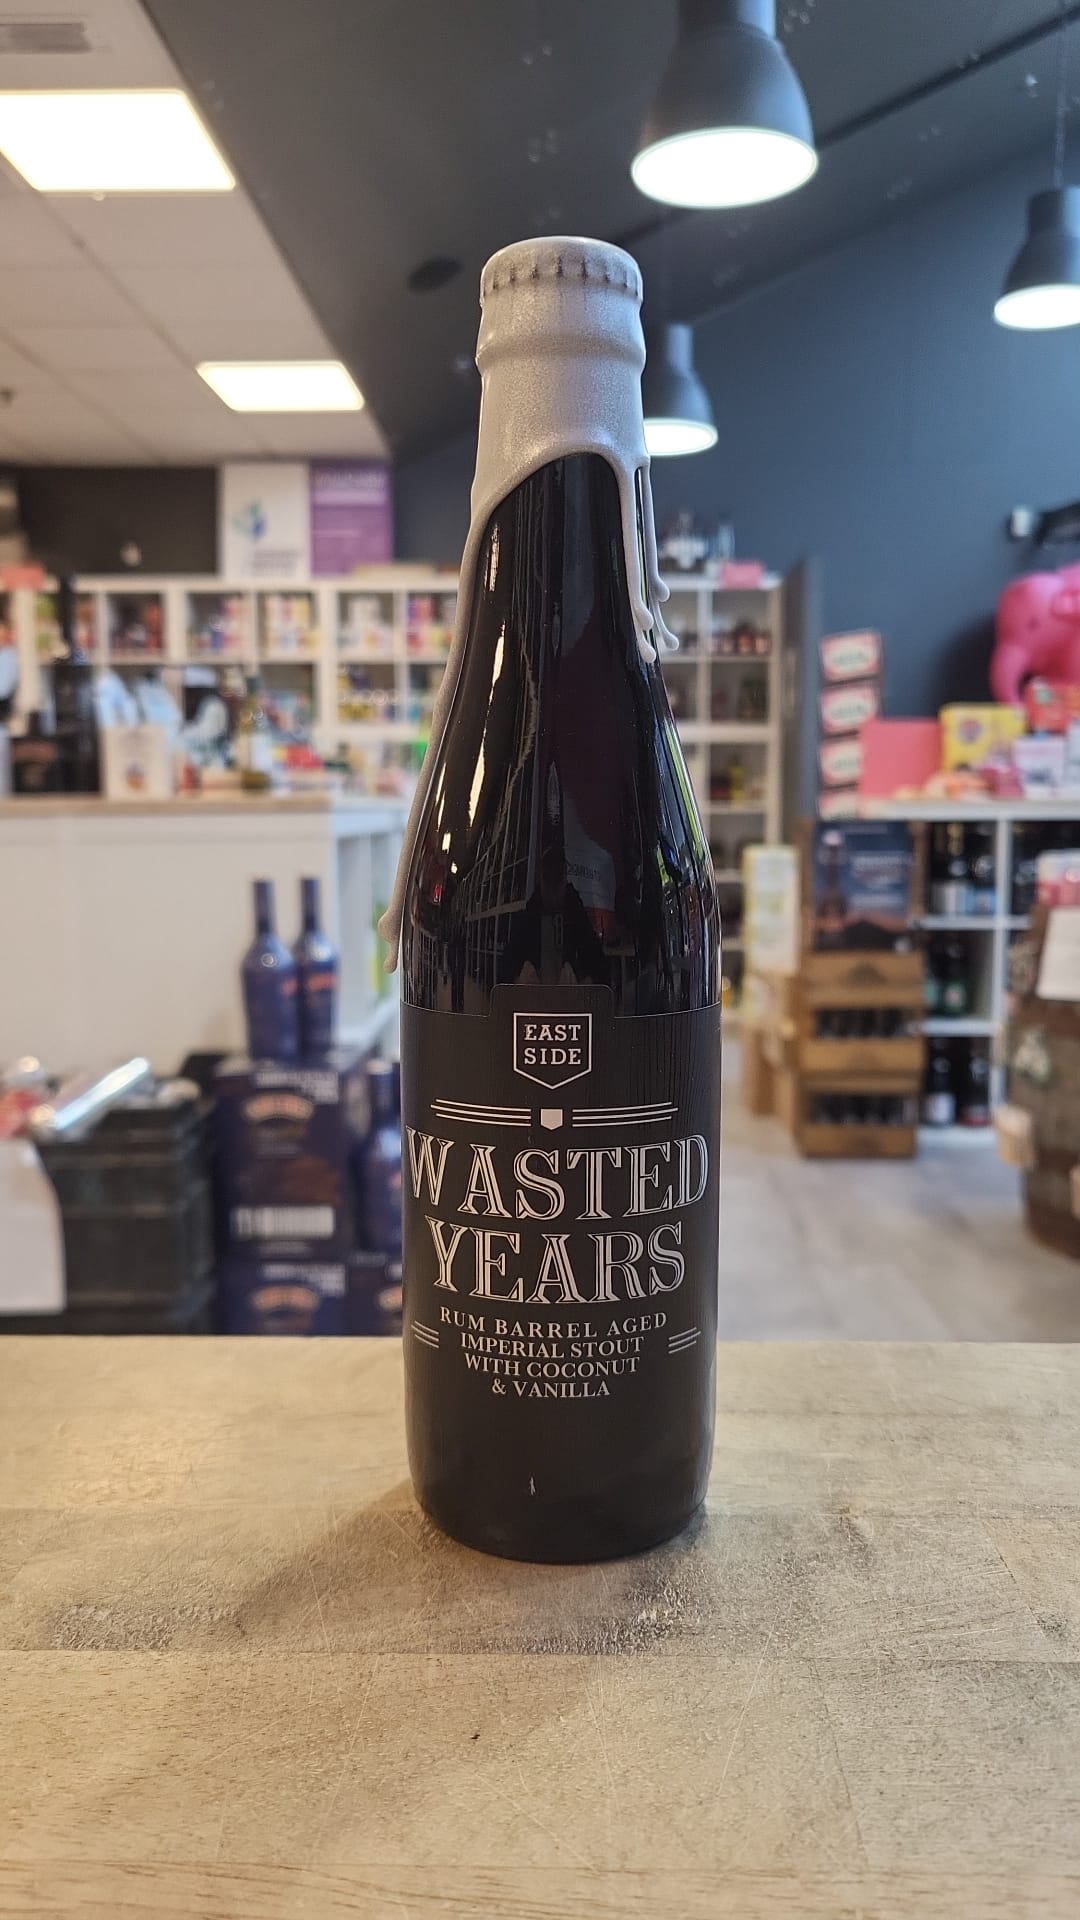 EAST
SIDE
WASTED
YEARS
RUM BARREL AGED
IMPERIAL STOUT
WITH COCONUT
& VANILLA